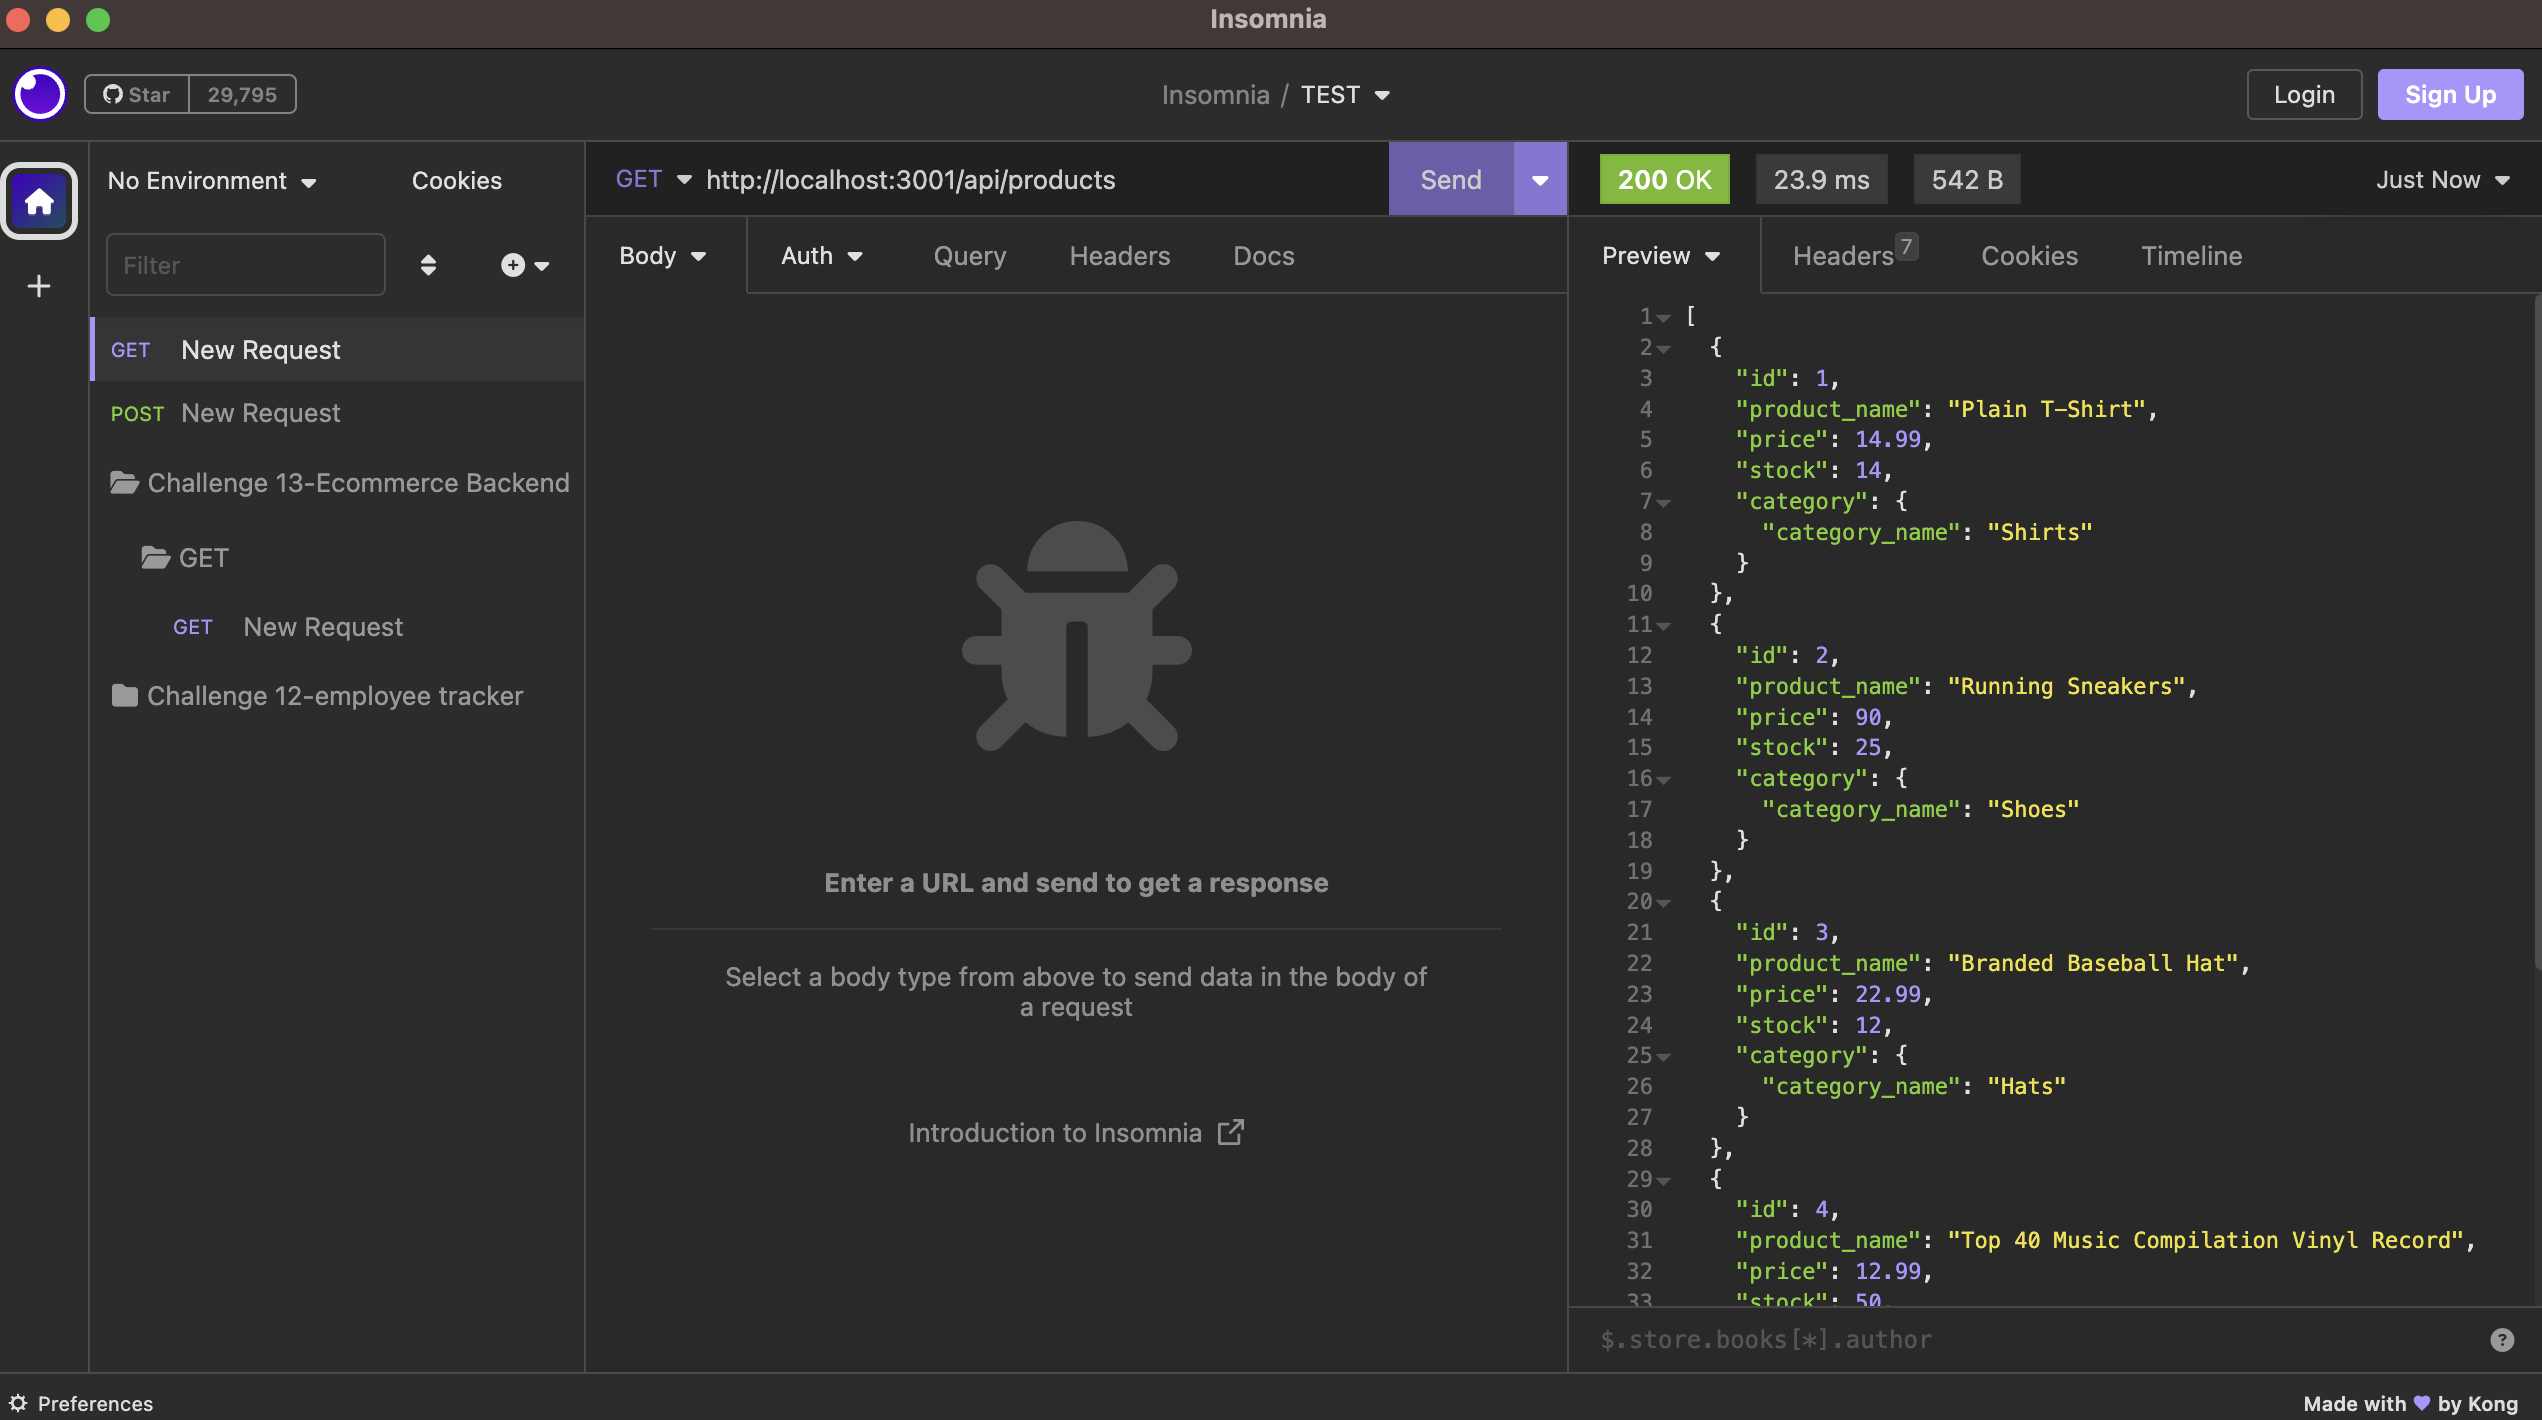 Insomnia
Star 29,795
Insomnia / TEST
Login
Sign Up
No Environment
Cookies
Filter
GET New Request
POST New Request
Challenge 13-Ecommerce Backend
GET
GET New Request
Challenge 12-employee tracker
GET http://localhost:3001/api/products
Send
Body Auth Query Headers Docs
Enter a URL and send to get a response
Select a body type from above to send data in the body of
a request
Introduction to Insomnia
200 OK 23.9 ms 542 B Just Now
Preview Headers 7 Cookies Timeline
1 [
2 {
3 "id": 1,
4 "product_name": "Plain T-Shirt",
5 "price": 14.99,
6 "stock": 14,
7 "category": {
8 "category_name": "Shirts"
9 }
10 },
11 {
12 "id": 2,
13 "product_name": "Running Sneakers",
14 "price": 90,
15 "stock": 25,
16 "category": {
17 "category_name": "Shoes"
18 }
19 },
20 {
21 "id": 3,
22 "product_name": "Branded Baseball Hat",
23 "price": 22.99,
24 "stock": 12,
25 "category": {
26 "category_name": "Hats"
27 }
28 },
29 {
30 "id": 4,
31 "product_name": "Top 40 Music Compilation Vinyl Record",
32 "price": 12.99,
33 "stock": 50,
$.store.books[*].author
?
Preferences
Made with 💜 by Kong